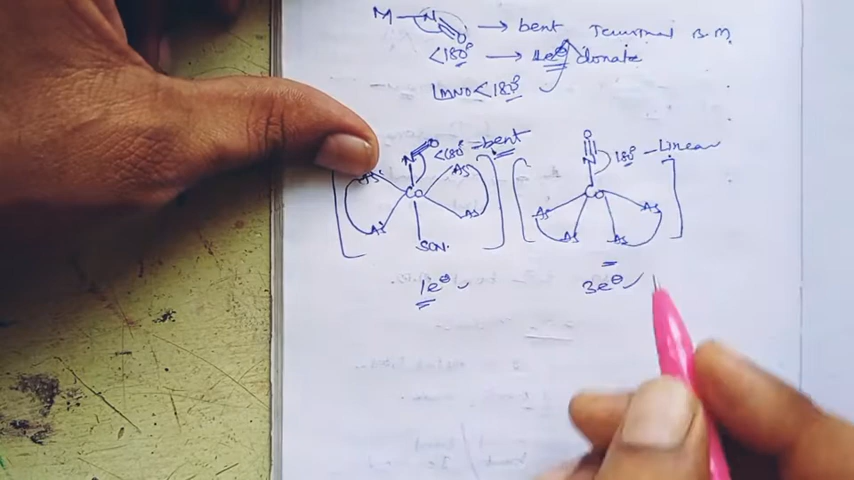 M — N = O → bent Terminal B.M.
<180° → 1e⊖ donate
∠MNO < 180°
N = O <180° = bent
O ≡ N 180° — Linear
As Co As
As As
SCN
Co
As As
As As
1e⊖ ✓
3e⊖ ✓